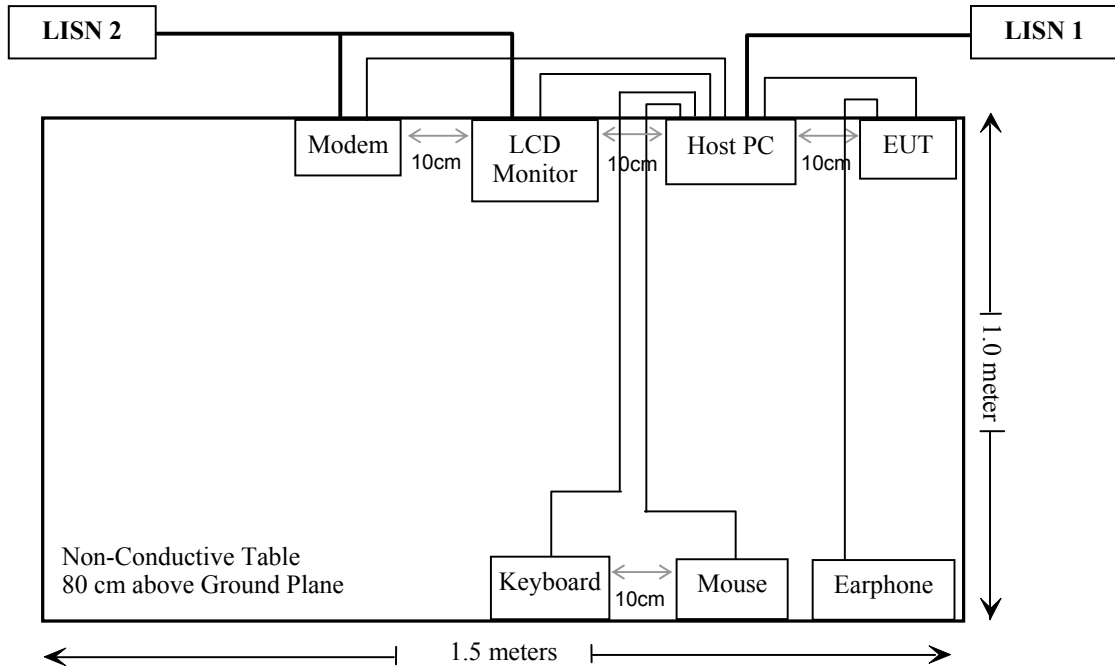 LISN 2
LISN 1
Modem
10cm
LCD
Monitor
10cm
Host PC
10cm
EUT
1.0 meter
Non-Conductive Table
80 cm above Ground Plane
Keyboard
10cm
Mouse
Earphone
1.5 meters